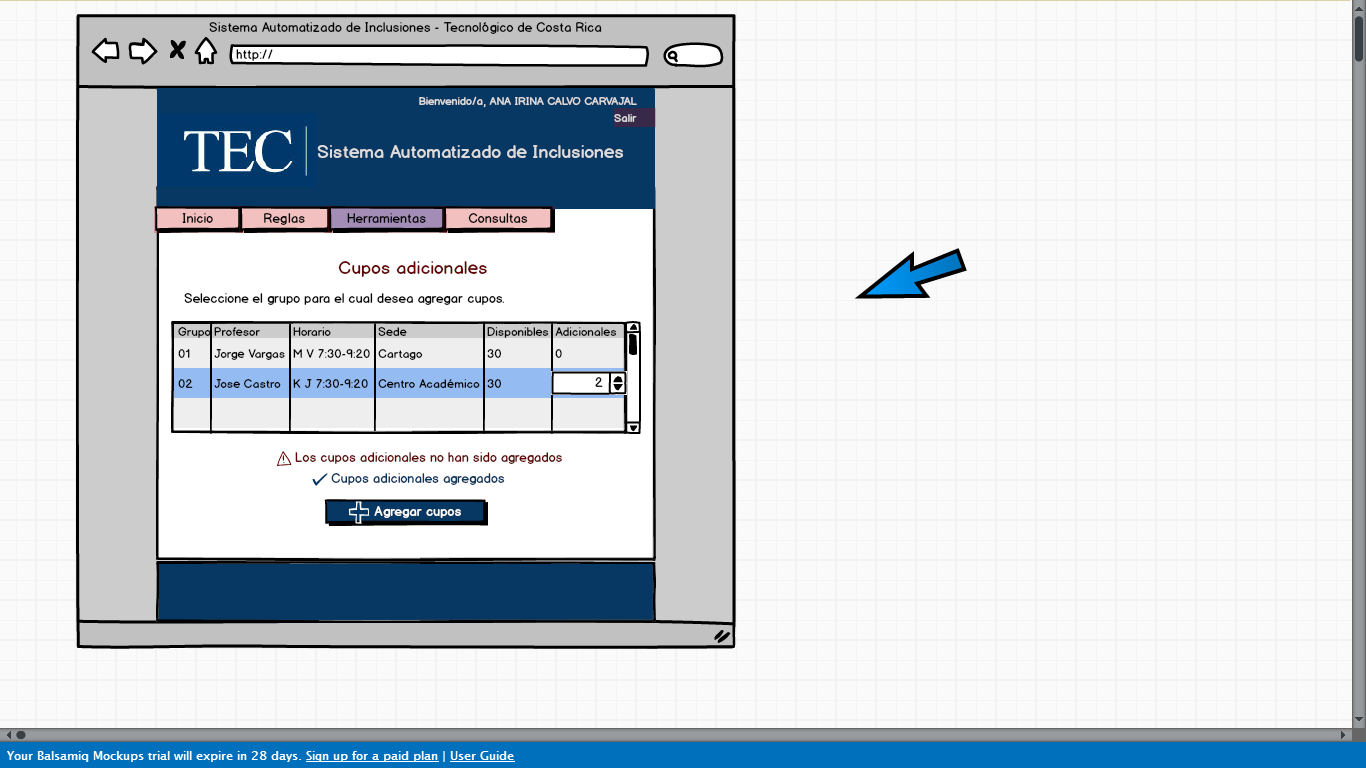 Sistema Automatizado de Inclusiones - Tecnológico de Costa Rica
http://
Bienvenido/a, ANA IRINA CALVO CARVAJAL
Salir
TEC
Sistema Automatizado de Inclusiones
Inicio Reglas Herramientas Consultas
Cupos adicionales
Seleccione el grupo para el cual desea agregar cupos.
Grupo Profesor Horario Sede Disponibles Adicionales
01 Jorge Vargas M V 7:30-9:20 Cartago 30 0
02 Jose Castro K J 7:30-9:20 Centro Académico 30 2
Los cupos adicionales no han sido agregados
Cupos adicionales agregados
Agregar cupos
Your Balsamiq Mockups trial will expire in 28 days. Sign up for a paid plan | User Guide